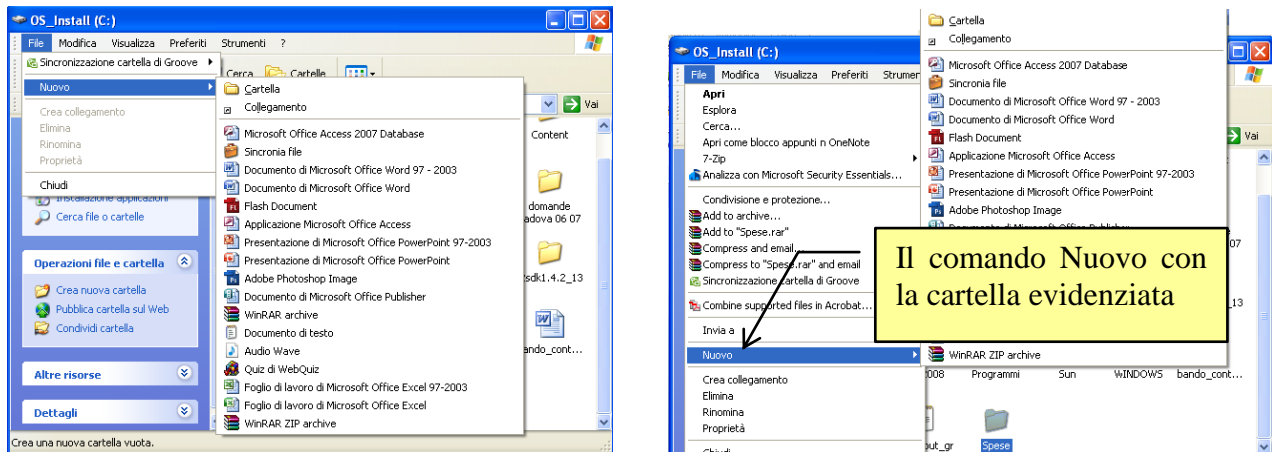 OS_Install (C:)
File Modifica Visualizza Preferiti Strumenti ?
Sincronizzazione cartella di Groove
Cerca Cartelle
Nuovo
Crea collegamento
Elimina
Rinomina
Proprietà
Chiudi
Cartella
Collegamento
Microsoft Office Access 2007 Database
Sincronia file
Documento di Microsoft Office Word 97 - 2003
Documento di Microsoft Office Word
Flash Document
Applicazione Microsoft Office Access
Presentazione di Microsoft Office PowerPoint 97-2003
Presentazione di Microsoft Office PowerPoint
Adobe Photoshop Image
Documento di Microsoft Office Publisher
WinRAR archive
Documento di testo
Audio Wave
Quiz di WebQuiz
Foglio di lavoro di Microsoft Office Excel 97-2003
Foglio di lavoro di Microsoft Office Excel
WinRAR ZIP archive
Vai
Content
domande
adova 06 07
sdk1.4.2_13
ando_cont...
Installazione applicazioni
Cerca file o cartelle
Operazioni file e cartella
Crea nuova cartella
Pubblica cartella sul Web
Condividi cartella
Altre risorse
Dettagli
Crea una nuova cartella vuota.
OS_Install (C:)
File Modifica Visualizza Preferiti Strumen
Apri
Esplora
Cerca...
Apri come blocco appunti n OneNote
7-Zip
Analizza con Microsoft Security Essentials...
Condivisione e protezione...
Add to archive...
Add to "Spese.rar"
Compress and email...
Compress to "Spese.rar" and email
Sincronizzazione cartella di Groove
Combine supported files in Acrobat...
Invia a
Nuovo
Crea collegamento
Elimina
Rinomina
Proprietà
Chiudi
Cartella
Collegamento
Microsoft Office Access 2007 Database
Sincronia file
Documento di Microsoft Office Word 97 - 2003
Documento di Microsoft Office Word
Flash Document
Applicazione Microsoft Office Access
Presentazione di Microsoft Office PowerPoint 97-2003
Presentazione di Microsoft Office PowerPoint
Adobe Photoshop Image
Documento di Microsoft Office Publisher
WinRAR ZIP archive
Vai
07
_13
Il comando Nuovo con
la cartella evidenziata
2008 Programmi Sun WINDOWS bando_cont...
out_gr Spese